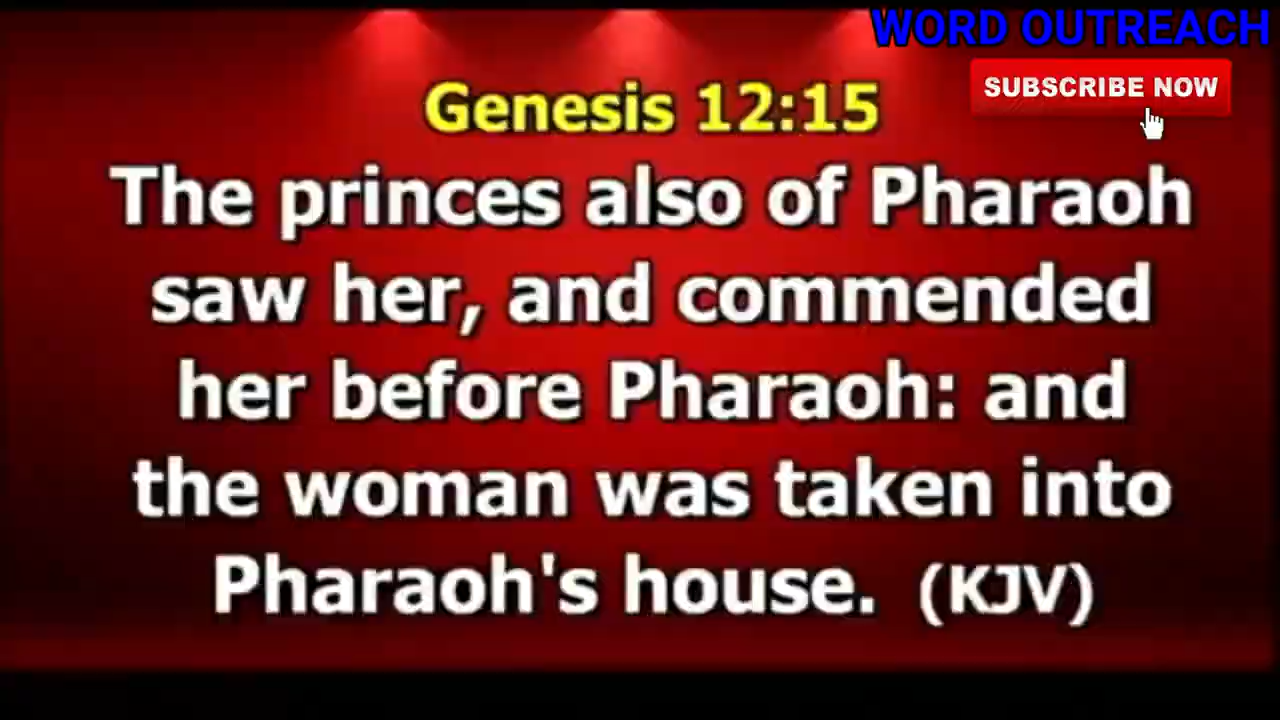 WORD OUTREACH
SUBSCRIBE NOW
Genesis 12:15
The princes also of Pharaoh
saw her, and commended
her before Pharaoh: and
the woman was taken into
Pharaoh's house. (KJV)